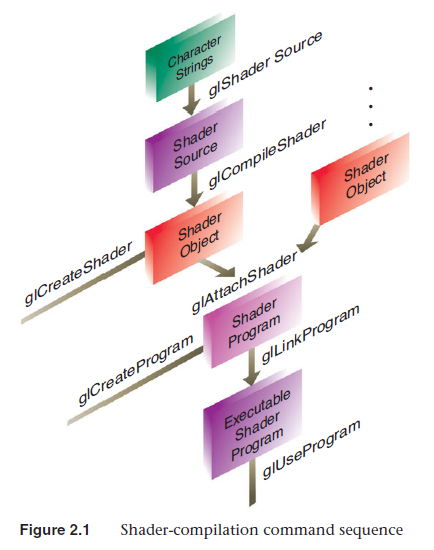 Character
Strings
glShader Source
Shader
Source
glCompileShader
Shader
Object
Shader
Object
glCreateShader
glAttachShader
Shader
Program
glCreateProgram
glLinkProgram
Executable
Shader
Program
glUseProgram
Figure 2.1 Shader-compilation command sequence